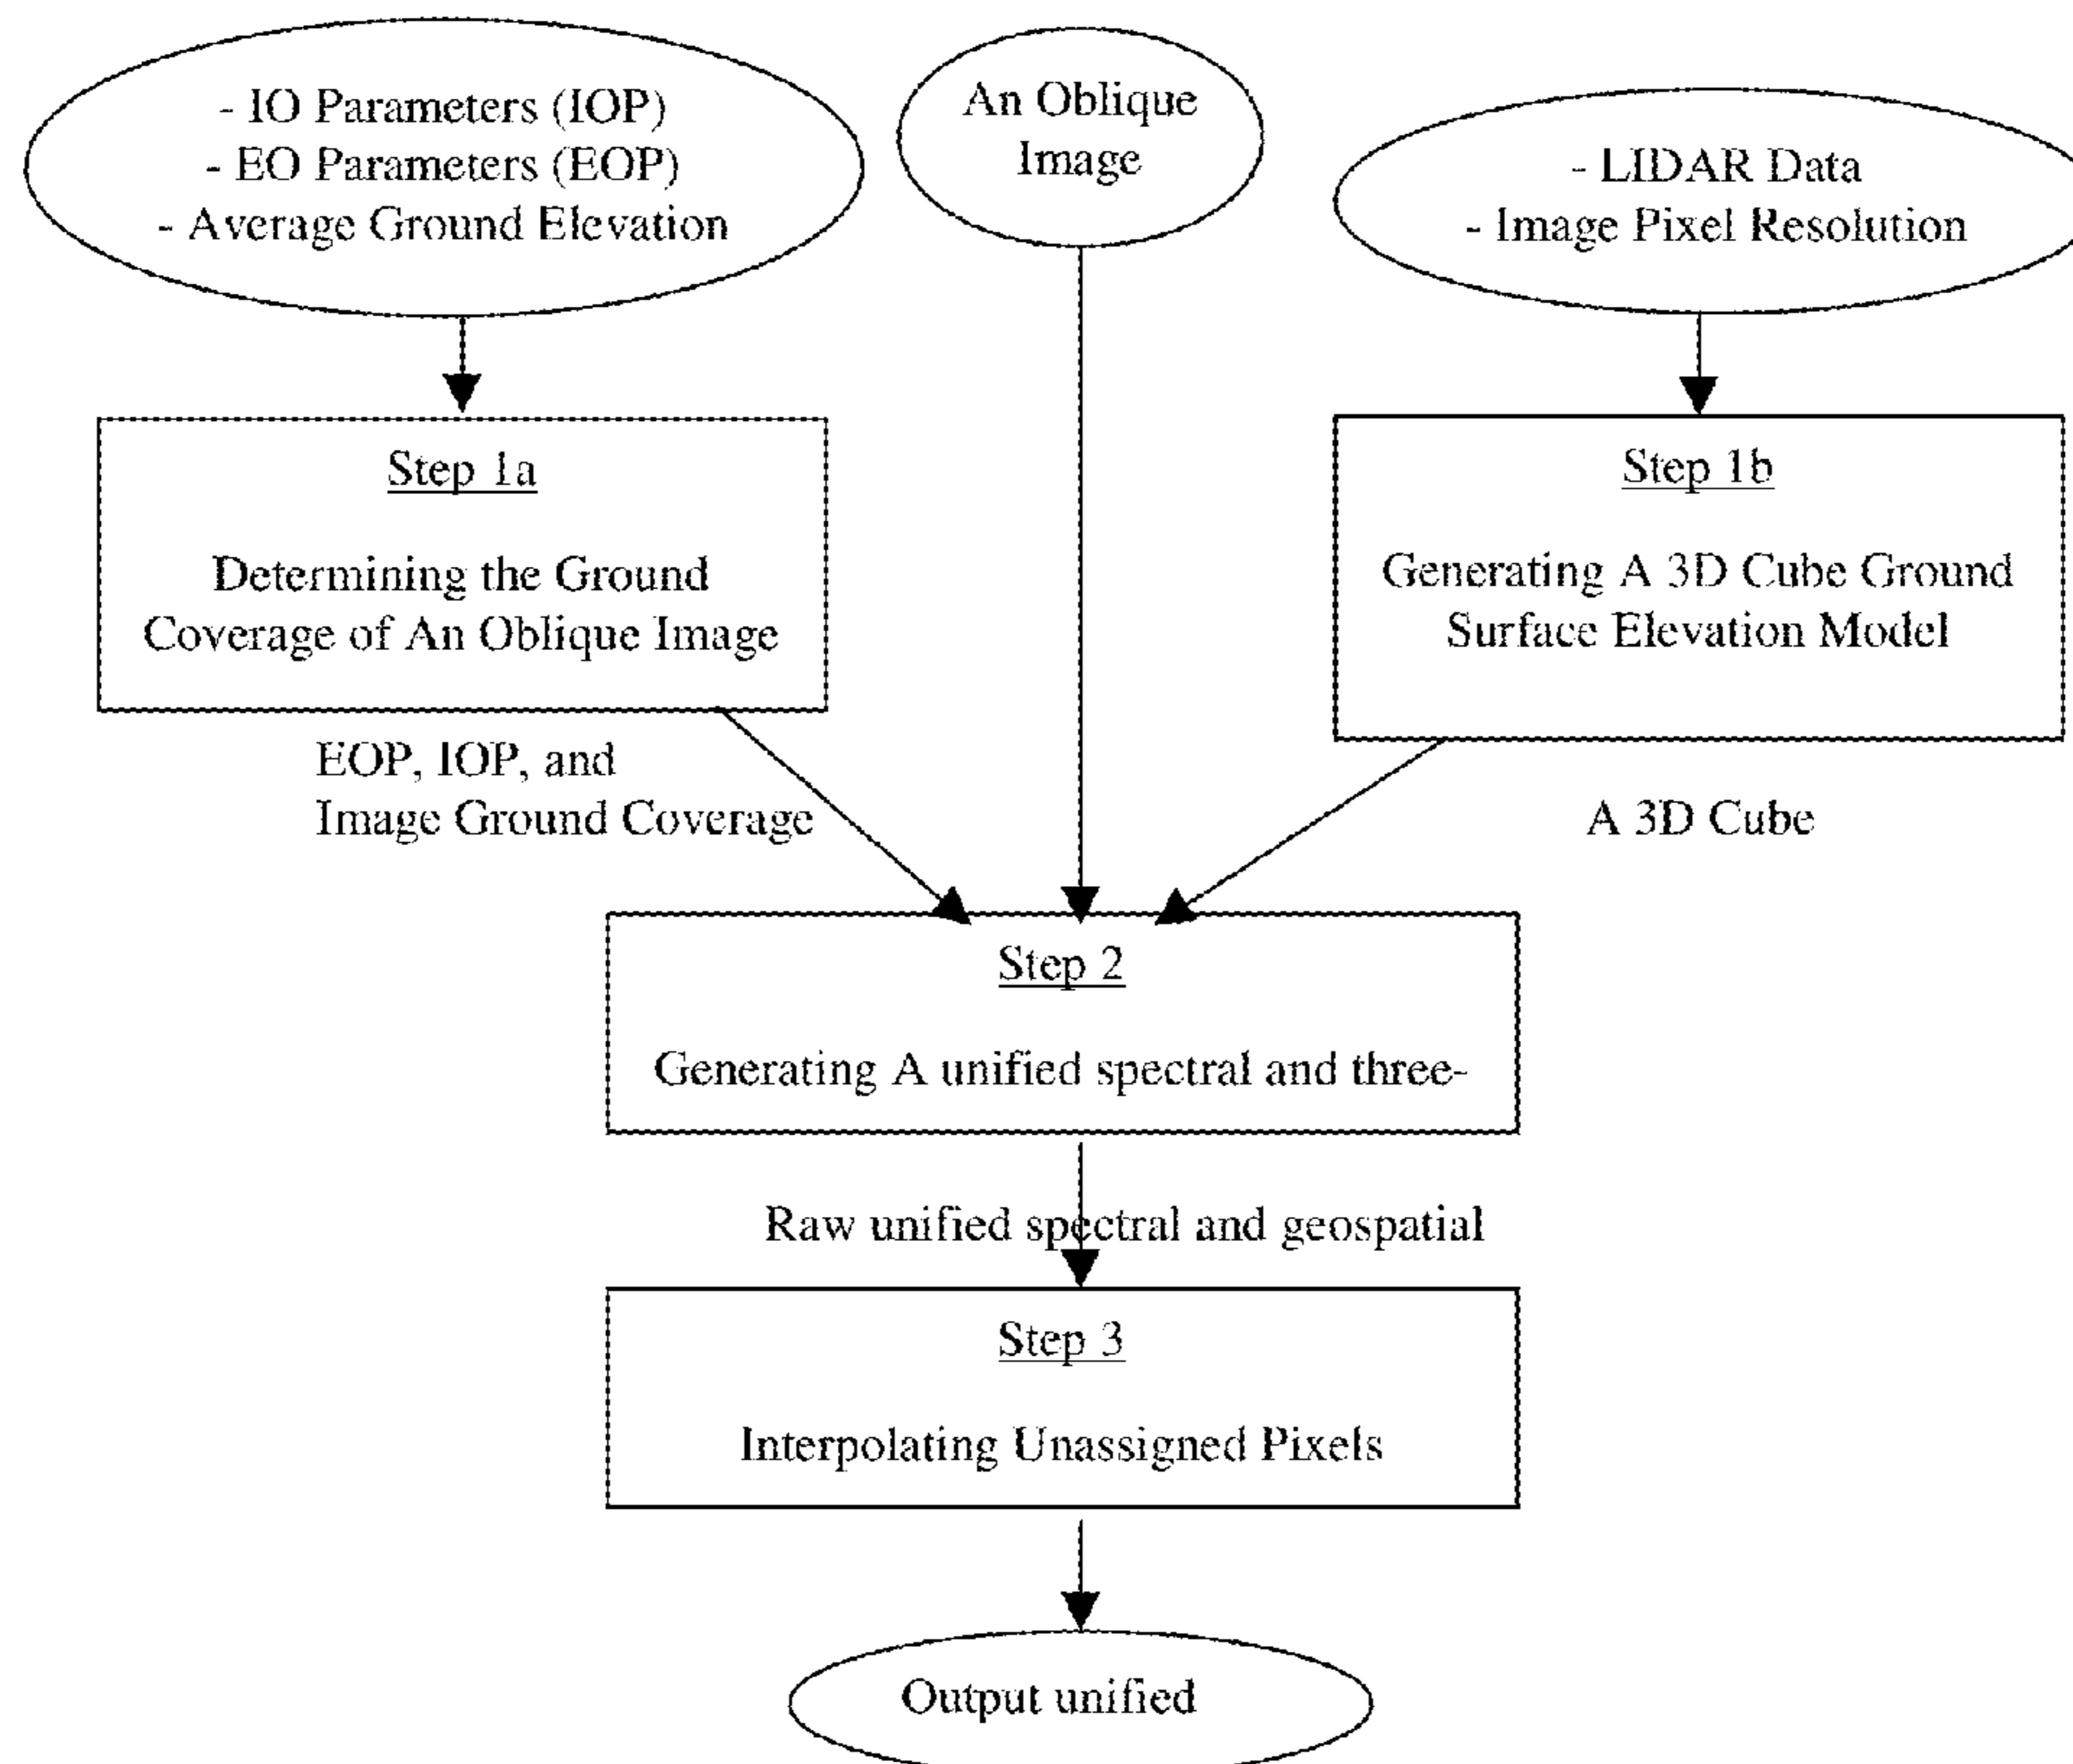 - IO Parameters (IOP)
- EO Parameters (EOP)
- Average Ground Elevation
An Oblique
Image
- LIDAR Data
- Image Pixel Resolution
Step 1a
Determining the Ground
Coverage of An Oblique Image
Step 1b
Generating A 3D Cube Ground
Surface Elevation Model
EOP, IOP, and
Image Ground Coverage
A 3D Cube
Step 2
Generating A unified spectral and three-
Raw unified spectral and geospatial
Step 3
Interpolating Unassigned Pixels
Output unified